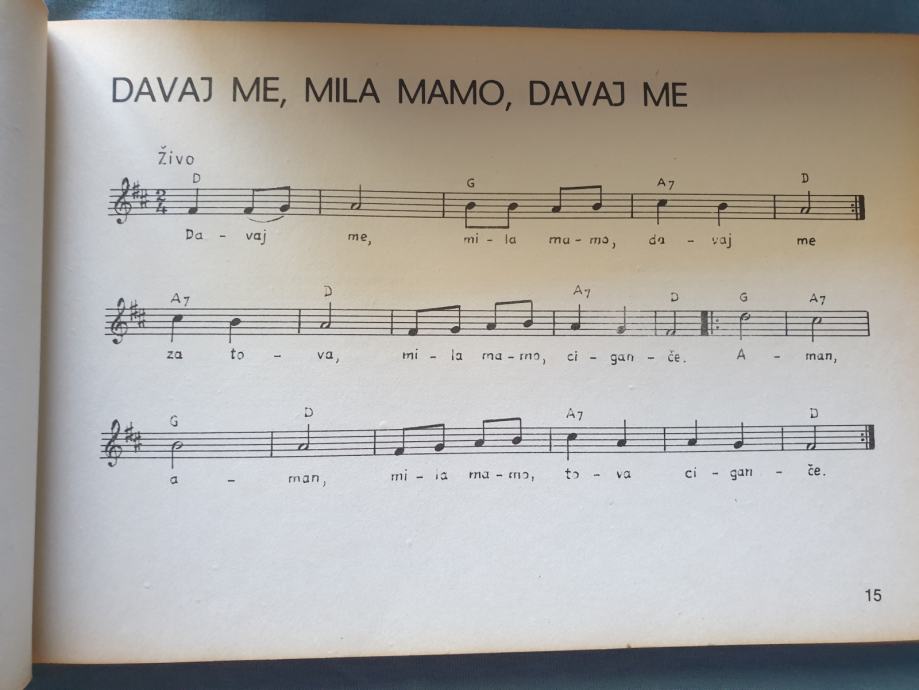 DAVAJ ME, MILA MAMO, DAVAJ ME
Živo
D G A7 D
2
4
Da - vaj me, mi - la ma - mo, da - vaj me
A7 D A7 D G A7
za to - va, mi - la ma - mo, ci - gan - če. A - man,
G D A7 D
a - man, mi - la ma - mo, to - va ci - gan - če.
15